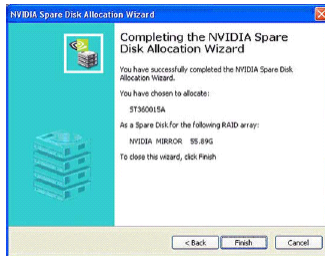 NVIDIA Spare Disk Allocation Wizard
Completing the NVIDIA Spare
Disk Allocation Wizard
You have successfully completed the NVIDIA Spare Disk
Allocation Wizard.
You have chosen to allocate:
ST360015A
As a Spare Disk for the following RAID array:
NVIDIA MIRROR 55.89G
To close this wizard, click Finish
< Back
Finish
Cancel